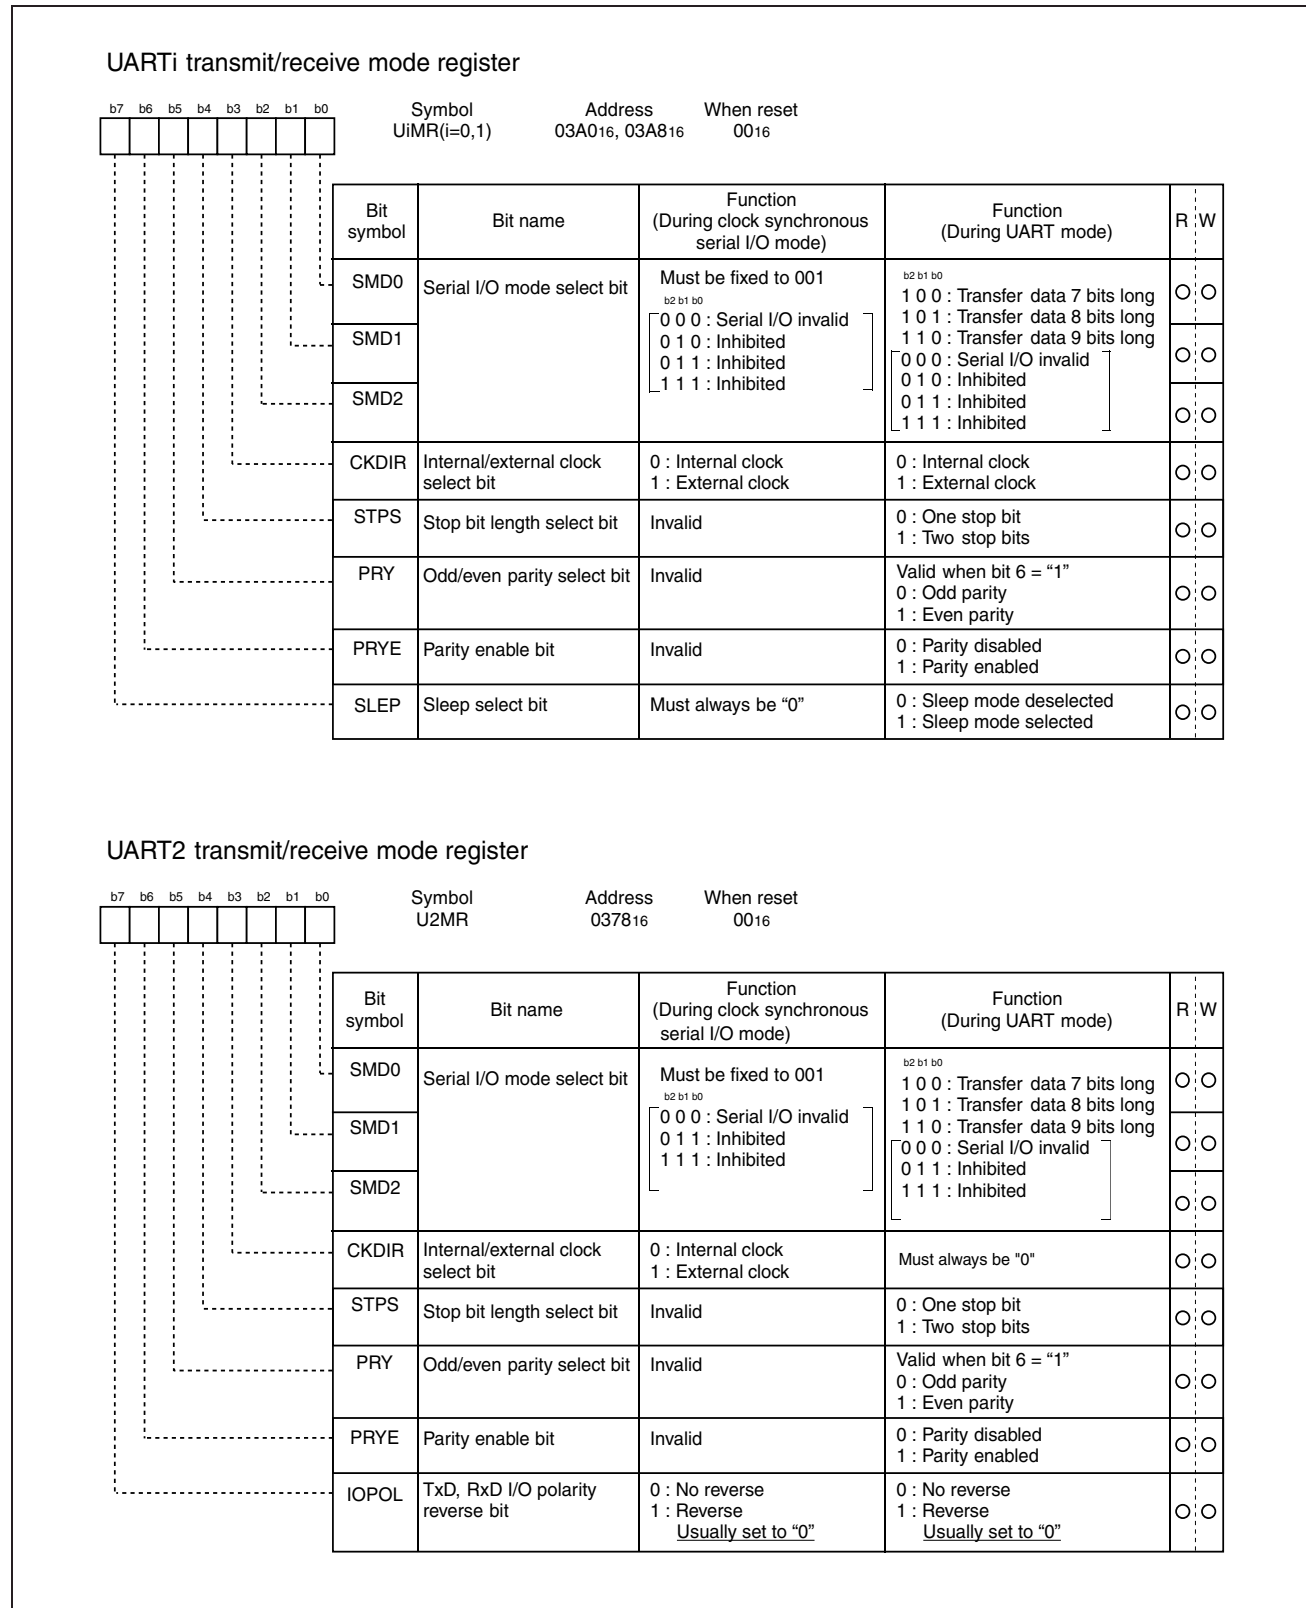 UARTi transmit/receive mode register
b7 b6 b5 b4 b3 b2 b1 b0
Symbol Address When reset
UiMR(i=0,1) 03A016, 03A816 0016
Bit symbol Bit name Function (During clock synchronous serial I/O mode) Function (During UART mode) R W
SMD0 Serial I/O mode select bit
SMD1
SMD2
Must be fixed to 001
b2 b1 b0
0 0 0 : Serial I/O invalid
0 1 0 : Inhibited
0 1 1 : Inhibited
1 1 1 : Inhibited
b2 b1 b0
1 0 0 : Transfer data 7 bits long
1 0 1 : Transfer data 8 bits long
1 1 0 : Transfer data 9 bits long
0 0 0 : Serial I/O invalid
0 1 0 : Inhibited
0 1 1 : Inhibited
1 1 1 : Inhibited
CKDIR Internal/external clock select bit
0 : Internal clock
1 : External clock
0 : Internal clock
1 : External clock
STPS Stop bit length select bit Invalid
0 : One stop bit
1 : Two stop bits
PRY Odd/even parity select bit Invalid
Valid when bit 6 = “1”
0 : Odd parity
1 : Even parity
PRYE Parity enable bit Invalid
0 : Parity disabled
1 : Parity enabled
SLEP Sleep select bit Must always be “0”
0 : Sleep mode deselected
1 : Sleep mode selected
UART2 transmit/receive mode register
b7 b6 b5 b4 b3 b2 b1 b0
Symbol Address When reset
U2MR 037816 0016
Bit symbol Bit name Function (During clock synchronous serial I/O mode) Function (During UART mode) R W
SMD0 Serial I/O mode select bit
SMD1
SMD2
Must be fixed to 001
b2 b1 b0
0 0 0 : Serial I/O invalid
0 1 1 : Inhibited
1 1 1 : Inhibited
b2 b1 b0
1 0 0 : Transfer data 7 bits long
1 0 1 : Transfer data 8 bits long
1 1 0 : Transfer data 9 bits long
0 0 0 : Serial I/O invalid
0 1 1 : Inhibited
1 1 1 : Inhibited
CKDIR Internal/external clock select bit
0 : Internal clock
1 : External clock
Must always be "0"
STPS Stop bit length select bit Invalid
0 : One stop bit
1 : Two stop bits
PRY Odd/even parity select bit Invalid
Valid when bit 6 = “1”
0 : Odd parity
1 : Even parity
PRYE Parity enable bit Invalid
0 : Parity disabled
1 : Parity enabled
IOPOL TxD, RxD I/O polarity reverse bit
0 : No reverse
1 : Reverse
Usually set to “0”
0 : No reverse
1 : Reverse
Usually set to “0”